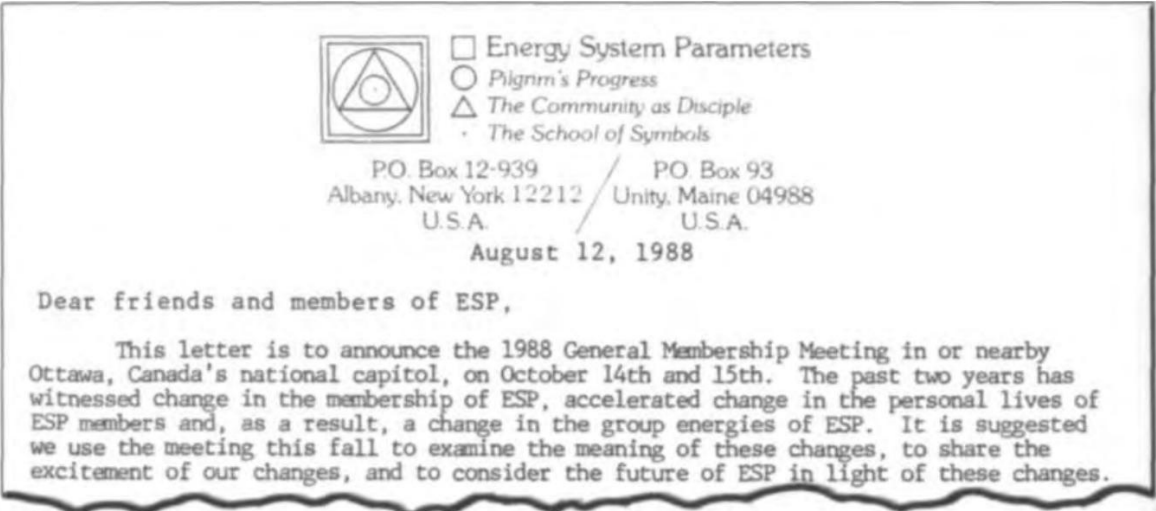 Energy System Parameters
Pilgrim's Progress
The Community as Disciple
The School of Symbols
P.O. Box 12-939
Albany, New York 12212
U.S.A.
P.O. Box 93
Unity, Maine 04988
U.S.A.
August 12, 1988
Dear friends and members of ESP,
This letter is to announce the 1988 General Membership Meeting in or nearby
Ottawa, Canada's national capitol, on October 14th and 15th. The past two years has
witnessed change in the membership of ESP, accelerated change in the personal lives of
ESP members and, as a result, a change in the group energies of ESP. It is suggested
we use the meeting this fall to examine the meaning of these changes, to share the
excitement of our changes, and to consider the future of ESP in light of these changes.